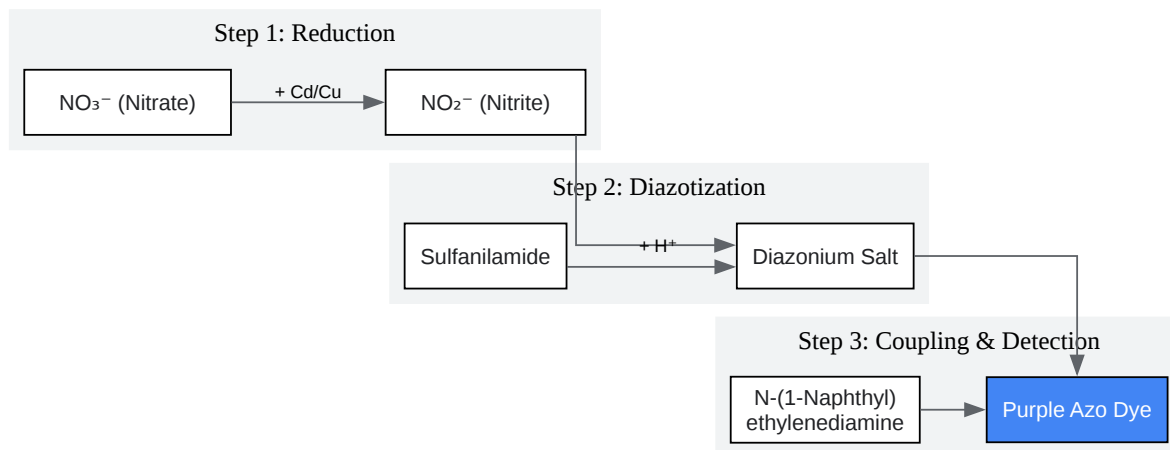 Step 1: Reduction
NO₃⁻ (Nitrate)
+ Cd/Cu
NO₂⁻ (Nitrite)
Step 2: Diazotization
Sulfanilamide
+ H⁺
Diazonium Salt
Step 3: Coupling & Detection
N-(1-Naphthyl)
ethylenediamine
Purple Azo Dye